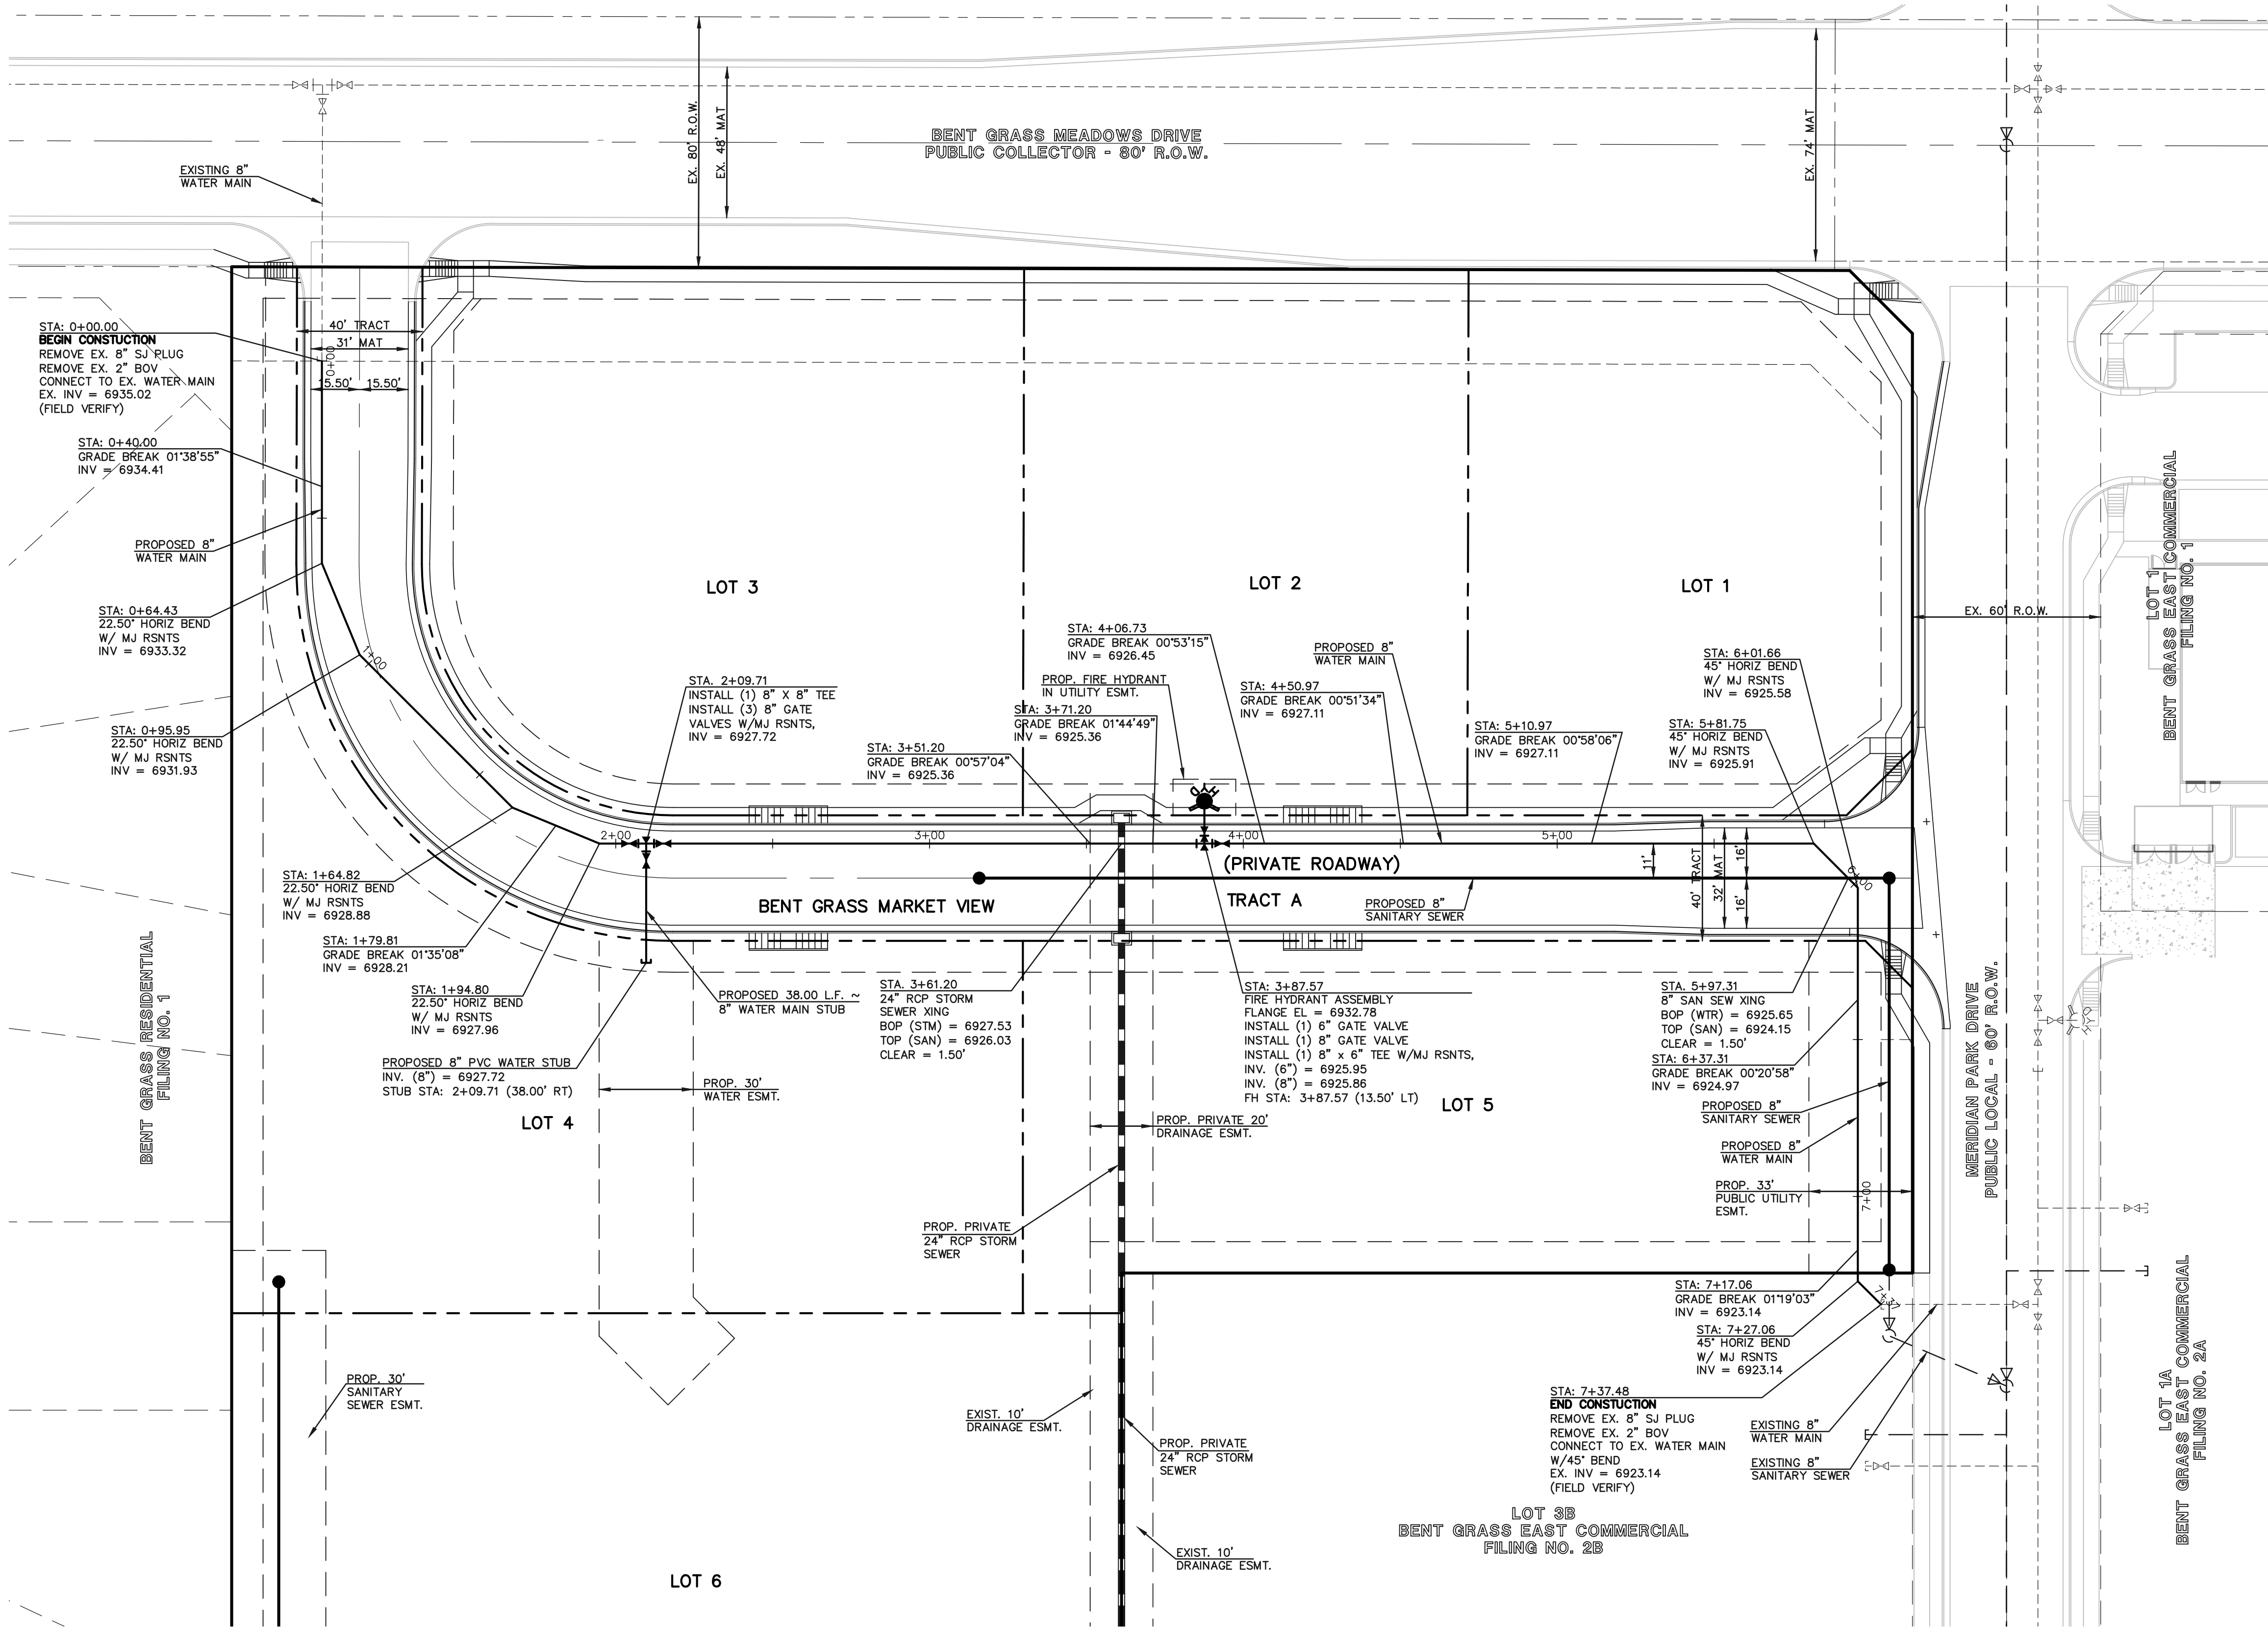 EX. 80' R.O.W.
EX. 48' MAT
BENT GRASS MEADOWS DRIVE
PUBLIC COLLECTOR - 80' R.O.W.
EX. 74' MAT
EXISTING 8"
WATER MAIN
STA: 0+00.00
BEGIN CONSTUCTION
REMOVE EX. 8" SJ PLUG
REMOVE EX. 2" BOV
CONNECT TO EX. WATER MAIN
EX. INV = 6935.02
(FIELD VERIFY)
40' TRACT
31' MAT
0+00
15.50'
15.50'
STA: 0+40.00
GRADE BREAK 01°38'55"
INV = 6934.41
PROPOSED 8"
WATER MAIN
STA: 0+64.43
22.50° HORIZ BEND
W/ MJ RSNTS
INV = 6933.32
1+00
STA: 0+95.95
22.50° HORIZ BEND
W/ MJ RSNTS
INV = 6931.93
LOT 3
LOT 2
LOT 1
STA. 2+09.71
INSTALL (1) 8" X 8" TEE
INSTALL (3) 8" GATE
VALVES W/MJ RSNTS,
INV = 6927.72
STA: 3+51.20
GRADE BREAK 00°57'04"
INV = 6925.36
STA: 4+06.73
GRADE BREAK 00°53'15"
INV = 6926.45
PROP. FIRE HYDRANT
IN UTILITY ESMT.
STA: 3+71.20
GRADE BREAK 01°44'49"
INV = 6925.36
PROPOSED 8"
WATER MAIN
STA: 4+50.97
GRADE BREAK 00°51'34"
INV = 6927.11
STA: 5+10.97
GRADE BREAK 00°58'06"
INV = 6927.11
STA: 6+01.66
45° HORIZ BEND
W/ MJ RSNTS
INV = 6925.58
STA: 5+81.75
45° HORIZ BEND
W/ MJ RSNTS
INV = 6925.91
EX. 60' R.O.W.
LOT 1
BENT GRASS EAST COMMERCIAL
FILING NO. 1
HYD
2+00
3+00
4+00
5+00
6+00
(PRIVATE ROADWAY)
TRACT A
BENT GRASS MARKET VIEW
11'
40' TRACT
32' MAT
16'
16'
PROPOSED 8"
SANITARY SEWER
STA: 1+64.82
22.50° HORIZ BEND
W/ MJ RSNTS
INV = 6928.88
STA: 1+79.81
GRADE BREAK 01°35'08"
INV = 6928.21
STA: 1+94.80
22.50° HORIZ BEND
W/ MJ RSNTS
INV = 6927.96
PROPOSED 8" PVC WATER STUB
INV. (8") = 6927.72
STUB STA: 2+09.71 (38.00' RT)
PROPOSED 38.00 L.F. ~
8" WATER MAIN STUB
STA. 3+61.20
24" RCP STORM
SEWER XING
BOP (STM) = 6927.53
TOP (SAN) = 6926.03
CLEAR = 1.50'
STA: 3+87.57
FIRE HYDRANT ASSEMBLY
FLANGE EL = 6932.78
INSTALL (1) 6" GATE VALVE
INSTALL (1) 8" GATE VALVE
INSTALL (1) 8" x 6" TEE W/MJ RSNTS,
INV. (6") = 6925.95
INV. (8") = 6925.86
FH STA: 3+87.57 (13.50' LT)
STA. 5+97.31
8" SAN SEW XING
BOP (WTR) = 6925.65
TOP (SAN) = 6924.15
CLEAR = 1.50'
STA: 6+37.31
GRADE BREAK 00°20'58"
INV = 6924.97
PROPOSED 8"
SANITARY SEWER
PROPOSED 8"
WATER MAIN
PROP. 33'
PUBLIC UTILITY
ESMT.
7+00
BENT GRASS RESIDENTIAL
FILING NO. 1
MERIDIAN PARK DRIVE
PUBLIC LOCAL - 60' R.O.W.
HYD
LOT 4
LOT 5
PROP. 30'
WATER ESMT.
PROP. PRIVATE 20'
DRAINAGE ESMT.
PROP. PRIVATE
24" RCP STORM
SEWER
STA: 7+17.06
GRADE BREAK 01°19'03"
INV = 6923.14
STA: 7+27.06
45° HORIZ BEND
W/ MJ RSNTS
INV = 6923.14
7+37
STA: 7+37.48
END CONSTUCTION
REMOVE EX. 8" SJ PLUG
REMOVE EX. 2" BOV
CONNECT TO EX. WATER MAIN
W/45° BEND
EX. INV = 6923.14
(FIELD VERIFY)
EXISTING 8"
WATER MAIN
EXISTING 8"
SANITARY SEWER
PROP. 30'
SANITARY
SEWER ESMT.
EXIST. 10'
DRAINAGE ESMT.
PROP. PRIVATE
24" RCP STORM
SEWER
EXIST. 10'
DRAINAGE ESMT.
LOT 3B
BENT GRASS EAST COMMERCIAL
FILING NO. 2B
LOT 1A
BENT GRASS EAST COMMERCIAL
FILING NO. 2A
LOT 6